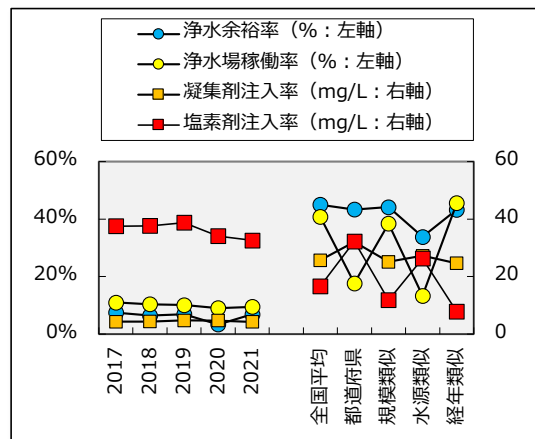 浄水余裕率（%：左軸）
浄水場稼働率（%：左軸）
凝集剤注入率（mg/L：右軸）
塩素剤注入率（mg/L：右軸）
60%
40%
20%
0%
60
40
20
0
2017
2018
2019
2020
2021
全国平均
都道府県
規模類似
水源類似
経年類似